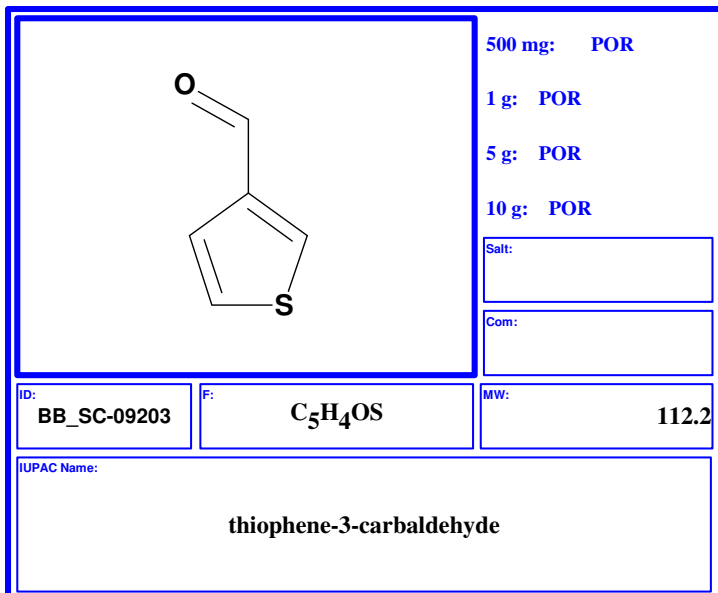 O
S
500 mg: POR
1 g: POR
5 g: POR
10 g: POR
Salt:
Com:
ID:
BB_SC-09203
F:
C5H4OS
MW:
112.2
IUPAC Name:
thiophene-3-carbaldehyde